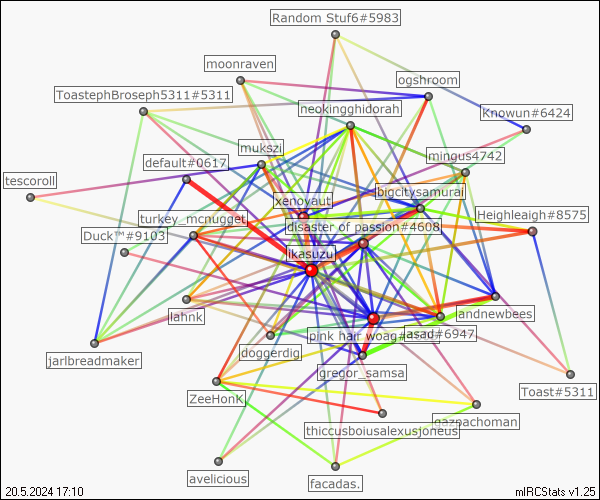 Random Stuf6#5983
moonraven
ogshroom
ToastephBroseph5311#5311
neokingghidorah
Knowun#6424
mukszi
mingus4742
default#0617
tescoroll
bigcitysamurai
xenoyaut
turkey_mcnugget
Heighleaigh#8575
disaster of passion#4608
Duck™#9103
ikasuzu
lahnk
andnewbees
pink hair woag
jasad#6947
doggerdig
jarlbreadmaker
gregor_samsa
Toast#5311
ZeeHonK
gazpachoman
thiccusboiusalexusjoneus
avelicious
facadas.
20.5.2024 17:10
mIRCStats v1.25